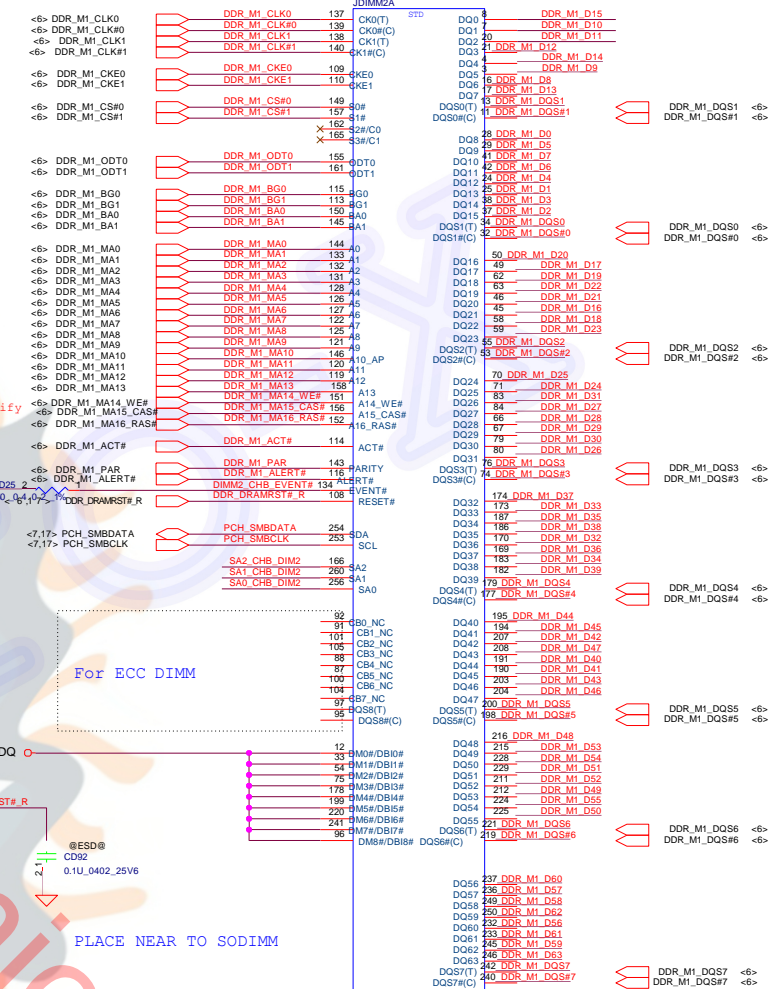 JDIMM2A
STD
<6> DDR_M1_CLK0 DDR_M1_CLK0 137 CK0(T)
<6> DDR_M1_CLK#0 DDR_M1_CLK#0 139 CK0#(C)
<6> DDR_M1_CLK1 DDR_M1_CLK1 138 CK1(T)
<6> DDR_M1_CLK#1 DDR_M1_CLK#1 140 CK1#(C)
<6> DDR_M1_CKE0 DDR_M1_CKE0 109 CKE0
<6> DDR_M1_CKE1 DDR_M1_CKE1 110 CKE1
<6> DDR_M1_CS#0 DDR_M1_CS#0 149 S0#
<6> DDR_M1_CS#1 DDR_M1_CS#1 157 S1#
162 S2#/C0
165 S3#/C1
<6> DDR_M1_ODT0 DDR_M1_ODT0 155 ODT0
<6> DDR_M1_ODT1 DDR_M1_ODT1 161 ODT1
<6> DDR_M1_BG0 DDR_M1_BG0 115 BG0
<6> DDR_M1_BG1 DDR_M1_BG1 113 BG1
<6> DDR_M1_BA0 DDR_M1_BA0 150 BA0
<6> DDR_M1_BA1 DDR_M1_BA1 145 BA1
<6> DDR_M1_MA0 DDR_M1_MA0 144 A0
<6> DDR_M1_MA1 DDR_M1_MA1 133 A1
<6> DDR_M1_MA2 DDR_M1_MA2 132 A2
<6> DDR_M1_MA3 DDR_M1_MA3 131 A3
<6> DDR_M1_MA4 DDR_M1_MA4 128 A4
<6> DDR_M1_MA5 DDR_M1_MA5 126 A5
<6> DDR_M1_MA6 DDR_M1_MA6 127 A6
<6> DDR_M1_MA7 DDR_M1_MA7 122 A7
<6> DDR_M1_MA8 DDR_M1_MA8 125 A8
<6> DDR_M1_MA9 DDR_M1_MA9 121 A9
<6> DDR_M1_MA10 DDR_M1_MA10 146 A10_AP
<6> DDR_M1_MA11 DDR_M1_MA11 120 A11
<6> DDR_M1_MA12 DDR_M1_MA12 119 A12
<6> DDR_M1_MA13 DDR_M1_MA13 158 A13
<6> DDR_M1_MA14_WE# DDR_M1_MA14_WE# 151 A14_WE#
<6> DDR_M1_MA15_CAS# DDR_M1_MA15_CAS# 156 A15_CAS#
<6> DDR_M1_MA16_RAS# DDR_M1_MA16_RAS# 152 A16_RAS#
<6> DDR_M1_ACT# DDR_M1_ACT# 114 ACT#
<6> DDR_M1_PAR DDR_M1_PAR 143 PARITY
<6> DDR_M1_ALERT# DDR_M1_ALERT# 116 ALERT#
D25 2 1 DIMM2_CHB_EVENT# 134 EVENT#
DDR_DRAMRST#_R DDR_DRAMRST#_R 108 RESET#
<7,17> PCH_SMBDATA PCH_SMBDATA 254 SDA
<7,17> PCH_SMBCLK PCH_SMBCLK 253 SCL
SA2_CHB_DIM2 166 SA2
SA1_CHB_DIM2 260 SA1
SA0_CHB_DIM2 256 SA0
For ECC DIMM
92 CB0_NC
91 CB1_NC
101 CB2_NC
105 CB3_NC
88 CB4_NC
87 CB5_NC
100 CB6_NC
104 CB7_NC
97 DQS8(T)
95 DQS8#(C)
DQ
12 DM0#/DBI0#
33 DM1#/DBI1#
54 DM2#/DBI2#
75 DM3#/DBI3#
178 DM4#/DBI4#
199 DM5#/DBI5#
220 DM6#/DBI6#
241 DM7#/DBI7#
96 DM8#/DBI8#
ST#_R
@ESD@
CD92
0.1U_0402_25V6
2 1
PLACE NEAR TO SODIMM
DQ0 8 DDR_M1_D15
DQ1 7 DDR_M1_D10
DQ2 20 DDR_M1_D11
DQ3 21 DDR_M1_D12
DQ4 4 DDR_M1_D14
DQ5 3 DDR_M1_D9
DQ6 16 DDR_M1_D8
DQ7 17 DDR_M1_D13
DQS0(T) 13 DDR_M1_DQS1 DDR_M1_DQS1 <6>
DQS0#(C) 11 DDR_M1_DQS#1 DDR_M1_DQS#1 <6>
DQ8 28 DDR_M1_D0
DQ9 29 DDR_M1_D5
DQ10 41 DDR_M1_D7
DQ11 42 DDR_M1_D6
DQ12 24 DDR_M1_D4
DQ13 25 DDR_M1_D1
DQ14 38 DDR_M1_D3
DQ15 37 DDR_M1_D2
DQS1(T) 34 DDR_M1_DQS0 DDR_M1_DQS0 <6>
DQS1#(C) 32 DDR_M1_DQS#0 DDR_M1_DQS#0 <6>
DQ16 50 DDR_M1_D20
DQ17 49 DDR_M1_D17
DQ18 62 DDR_M1_D19
DQ19 63 DDR_M1_D22
DQ20 46 DDR_M1_D21
DQ21 45 DDR_M1_D16
DQ22 58 DDR_M1_D18
DQ23 59 DDR_M1_D23
DQS2(T) 55 DDR_M1_DQS2 DDR_M1_DQS2 <6>
DQS2#(C) 53 DDR_M1_DQS#2 DDR_M1_DQS#2 <6>
DQ24 70 DDR_M1_D25
DQ25 71 DDR_M1_D24
DQ26 83 DDR_M1_D31
DQ27 84 DDR_M1_D27
DQ28 66 DDR_M1_D28
DQ29 67 DDR_M1_D29
DQ30 79 DDR_M1_D30
DQ31 80 DDR_M1_D26
DQS3(T) 76 DDR_M1_DQS3 DDR_M1_DQS3 <6>
DQS3#(C) 74 DDR_M1_DQS#3 DDR_M1_DQS#3 <6>
DQ32 174 DDR_M1_D37
DQ33 173 DDR_M1_D33
DQ34 187 DDR_M1_D35
DQ35 186 DDR_M1_D38
DQ36 170 DDR_M1_D32
DQ37 169 DDR_M1_D36
DQ38 183 DDR_M1_D34
DQ39 182 DDR_M1_D39
DQS4(T) 179 DDR_M1_DQS4 DDR_M1_DQS4 <6>
DQS4#(C) 177 DDR_M1_DQS#4 DDR_M1_DQS#4 <6>
DQ40 195 DDR_M1_D44
DQ41 194 DDR_M1_D45
DQ42 207 DDR_M1_D42
DQ43 208 DDR_M1_D47
DQ44 191 DDR_M1_D40
DQ45 190 DDR_M1_D41
DQ46 203 DDR_M1_D43
DQ47 204 DDR_M1_D46
DQS5(T) 200 DDR_M1_DQS5 DDR_M1_DQS5 <6>
DQS5#(C) 198 DDR_M1_DQS#5 DDR_M1_DQS#5 <6>
DQ48 216 DDR_M1_D48
DQ49 215 DDR_M1_D53
DQ50 228 DDR_M1_D54
DQ51 229 DDR_M1_D51
DQ52 211 DDR_M1_D52
DQ53 212 DDR_M1_D49
DQ54 224 DDR_M1_D55
DQ55 225 DDR_M1_D50
DQS6(T) 221 DDR_M1_DQS6 DDR_M1_DQS6 <6>
DQS6#(C) 219 DDR_M1_DQS#6 DDR_M1_DQS#6 <6>
DQ56 237 DDR_M1_D60
DQ57 236 DDR_M1_D57
DQ58 249 DDR_M1_D58
DQ59 250 DDR_M1_D62
DQ60 232 DDR_M1_D56
DQ61 233 DDR_M1_D61
DQ62 245 DDR_M1_D59
DQ63 246 DDR_M1_D63
DQS7(T) 242 DDR_M1_DQS7 DDR_M1_DQS7 <6>
DQS7#(C) 240 DDR_M1_DQS#7 DDR_M1_DQS#7 <6>